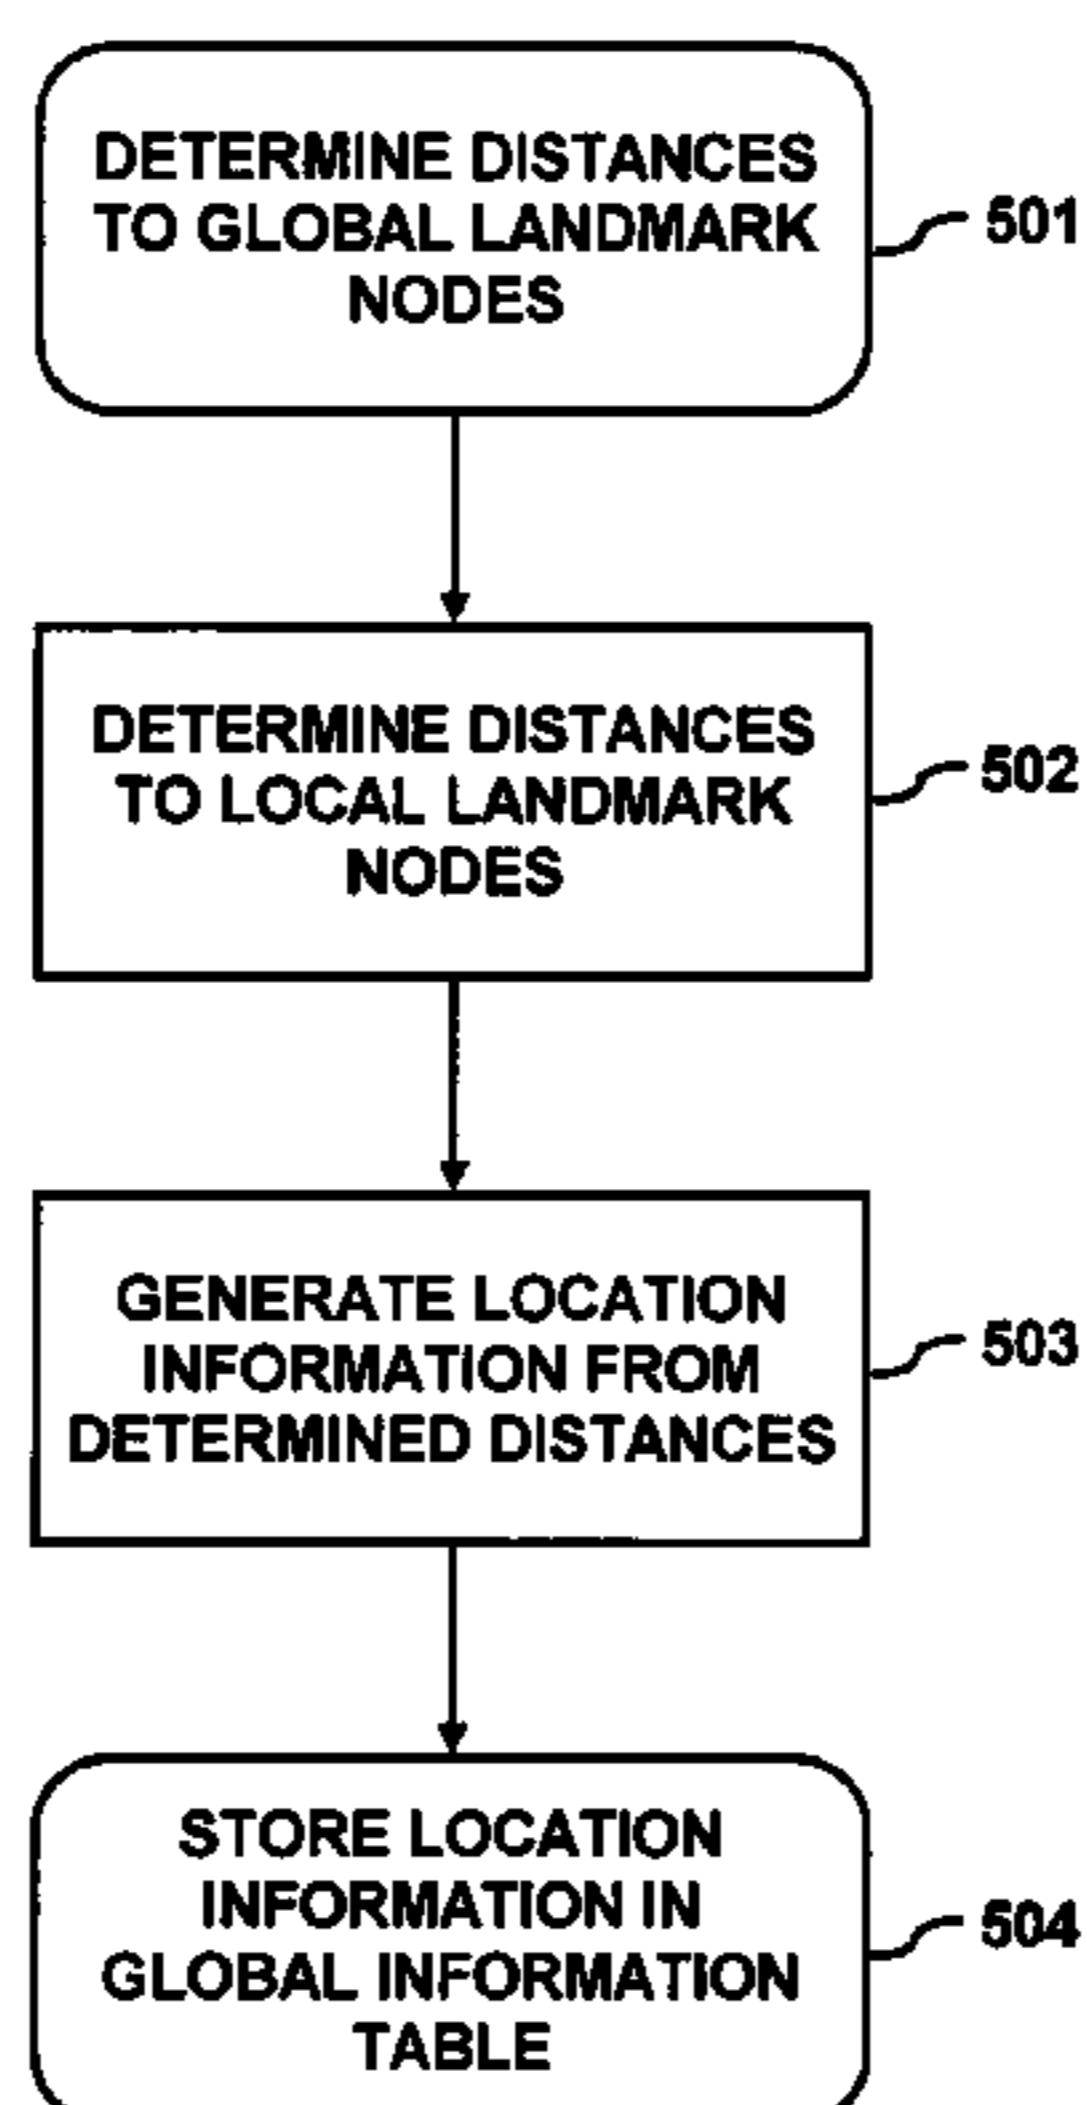 DETERMINE DISTANCES
TO GLOBAL LANDMARK
NODES
501
DETERMINE DISTANCES
TO LOCAL LANDMARK
NODES
502
GENERATE LOCATION
INFORMATION FROM
DETERMINED DISTANCES
503
STORE LOCATION
INFORMATION IN
GLOBAL INFORMATION
TABLE
504